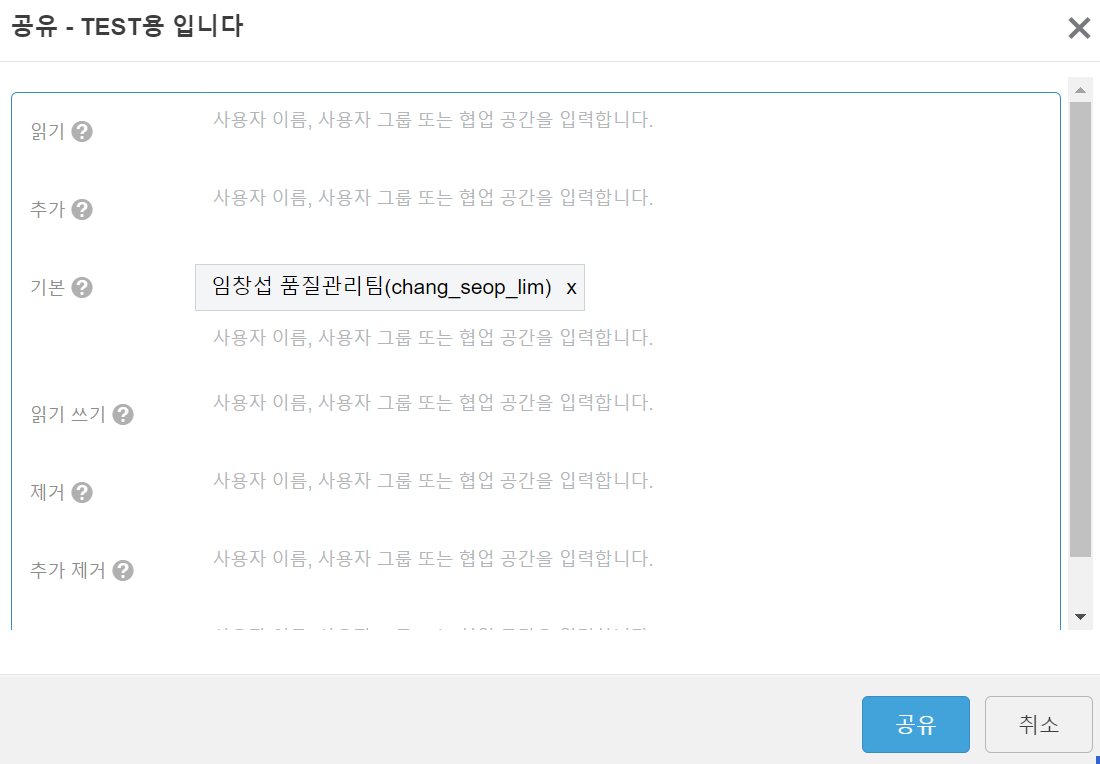 공유 - TEST용 입니다
읽기 ? 사용자 이름, 사용자 그룹 또는 협업 공간을 입력합니다.
추가 ? 사용자 이름, 사용자 그룹 또는 협업 공간을 입력합니다.
기본 ? 임창섭 품질관리팀(chang_seop_lim) x
사용자 이름, 사용자 그룹 또는 협업 공간을 입력합니다.
읽기 쓰기 ? 사용자 이름, 사용자 그룹 또는 협업 공간을 입력합니다.
제거 ? 사용자 이름, 사용자 그룹 또는 협업 공간을 입력합니다.
추가 제거 ? 사용자 이름, 사용자 그룹 또는 협업 공간을 입력합니다.
공유 취소